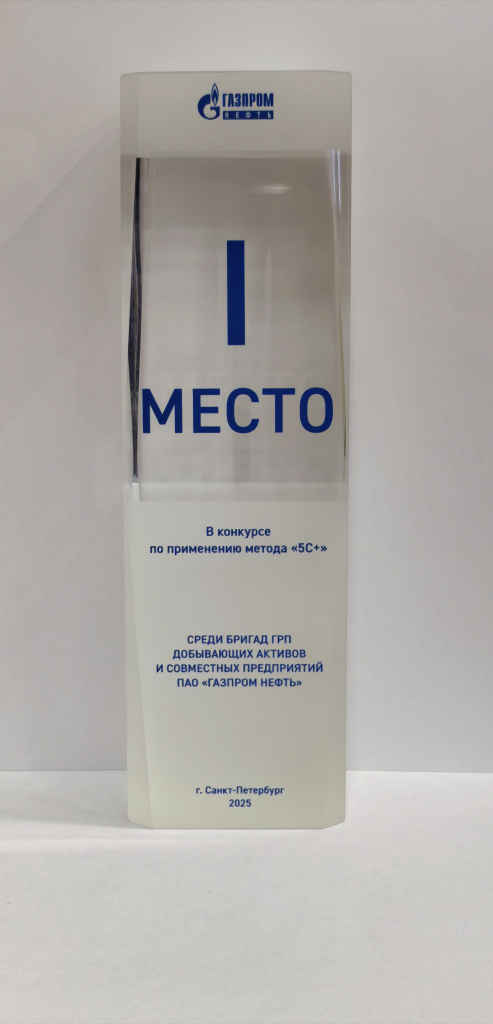 ГАЗПРОМ
НЕФТЬ
I
МЕСТО
В конкурсе
по применению метода «5С+»
СРЕДИ БРИГАД ГРП
ДОБЫВАЮЩИХ АКТИВОВ
И СОВМЕСТНЫХ ПРЕДПРИЯТИЙ
ПАО «ГАЗПРОМ НЕФТЬ»
г. Санкт-Петербург
2025